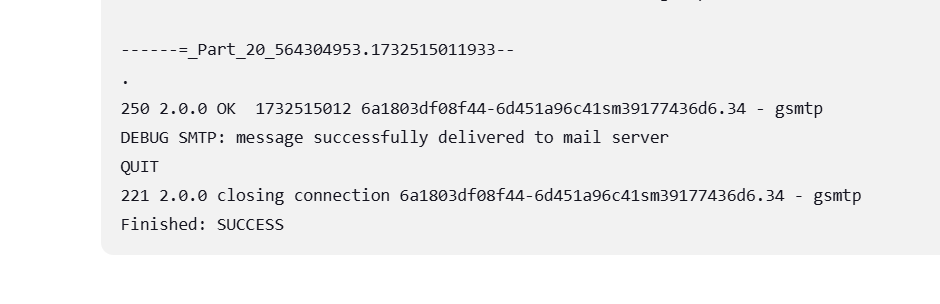 ------=_Part_20_564304953.1732515011933--
.
250 2.0.0 OK  1732515012 6a1803df08f44-6d451a96c41sm39177436d6.34 - gsmtp
DEBUG SMTP: message successfully delivered to mail server
QUIT
221 2.0.0 closing connection 6a1803df08f44-6d451a96c41sm39177436d6.34 - gsmtp
Finished: SUCCESS